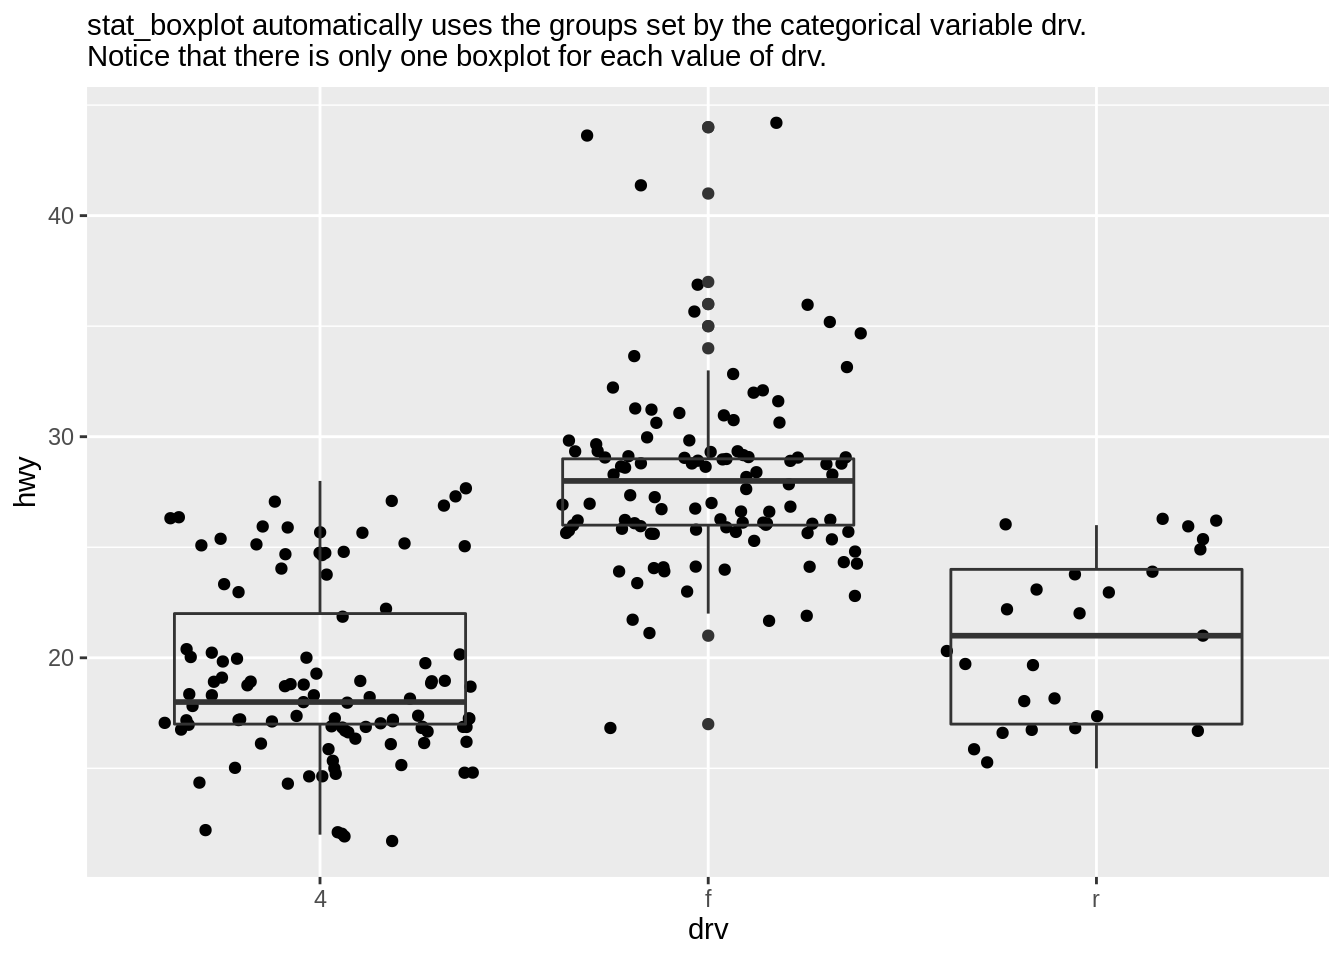 stat_boxplot automatically uses the groups set by the categorical variable drv.
Notice that there is only one boxplot for each value of drv.
40
30
20
hwy
4 f r
drv